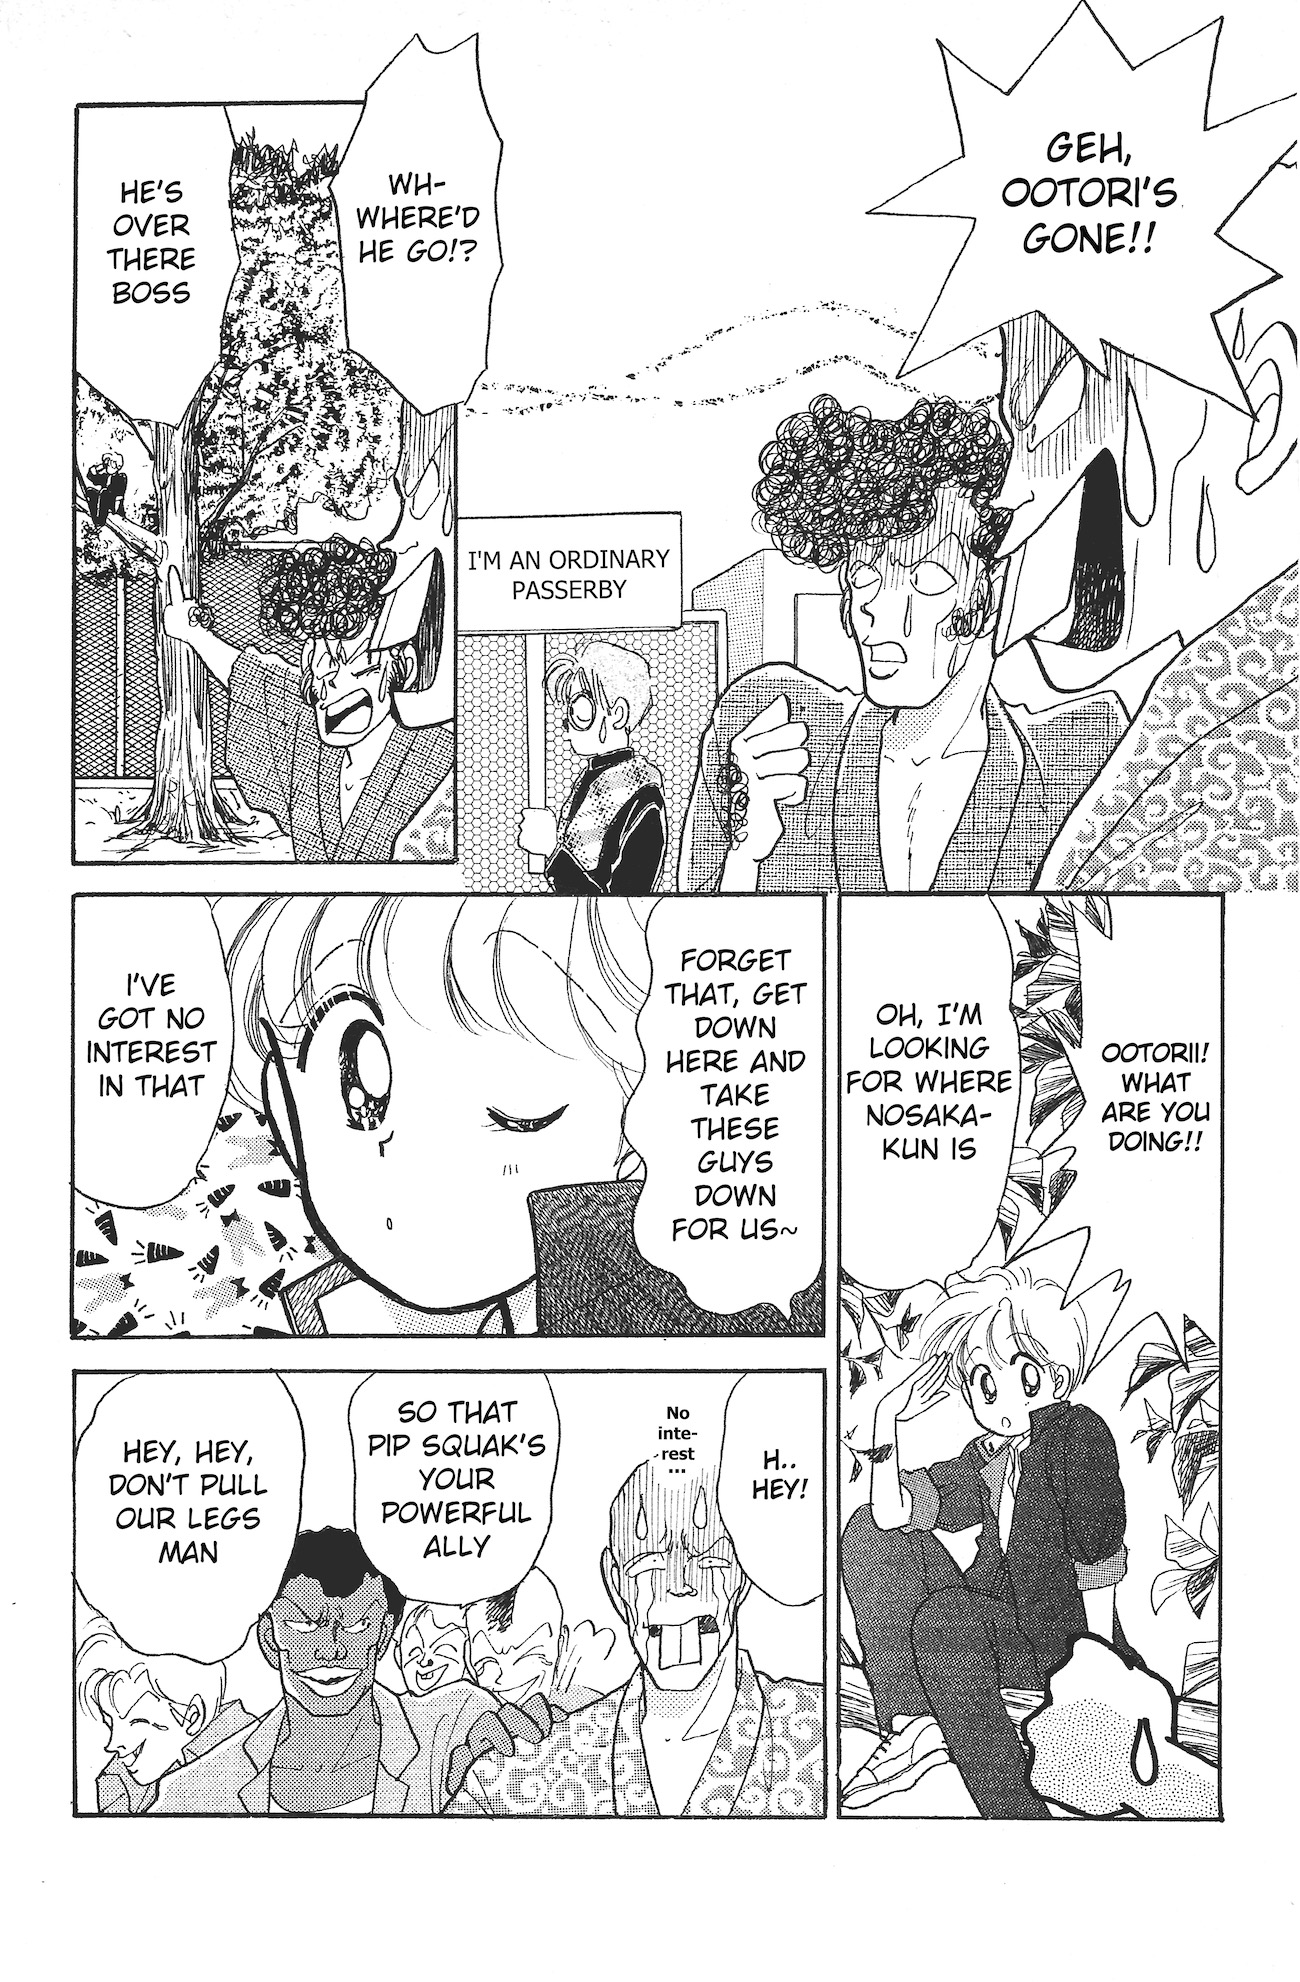 GEH,
OOTORI'S
GONE!!
I'M AN ORDINARY
PASSERBY
WH-
WHERE'D
HE GO!?
HE'S
OVER
THERE
BOSS
OOTORII!
WHAT
ARE YOU
DOING!!
OH, I'M
LOOKING
FOR WHERE
NOSAKA-
KUN IS
FORGET
THAT, GET
DOWN
HERE AND
TAKE
THESE
GUYS
DOWN
FOR US~
I'VE
GOT NO
INTEREST
IN THAT
H..
HEY!
No
inte-
rest
...
SO THAT
PIP SQUAK'S
YOUR
POWERFUL
ALLY
HEY, HEY,
DON'T PULL
OUR LEGS
MAN